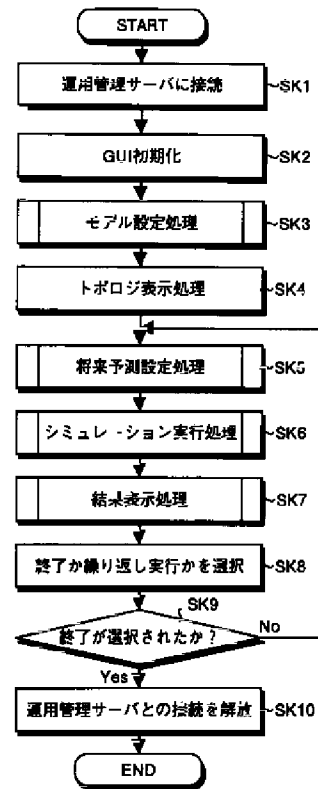 START
運用管理サーバに接続
SK1
GUI初期化
SK2
モデル設定処理
SK3
トポロジ表示処理
SK4
将来予測設定処理
SK5
シミュレーション実行処理
SK6
結果表示処理
SK7
終了か繰り返し実行かを選択
SK8
SK9
終了が選択されたか?
No
Yes
運用管理サーバとの接続を解放
SK10
END